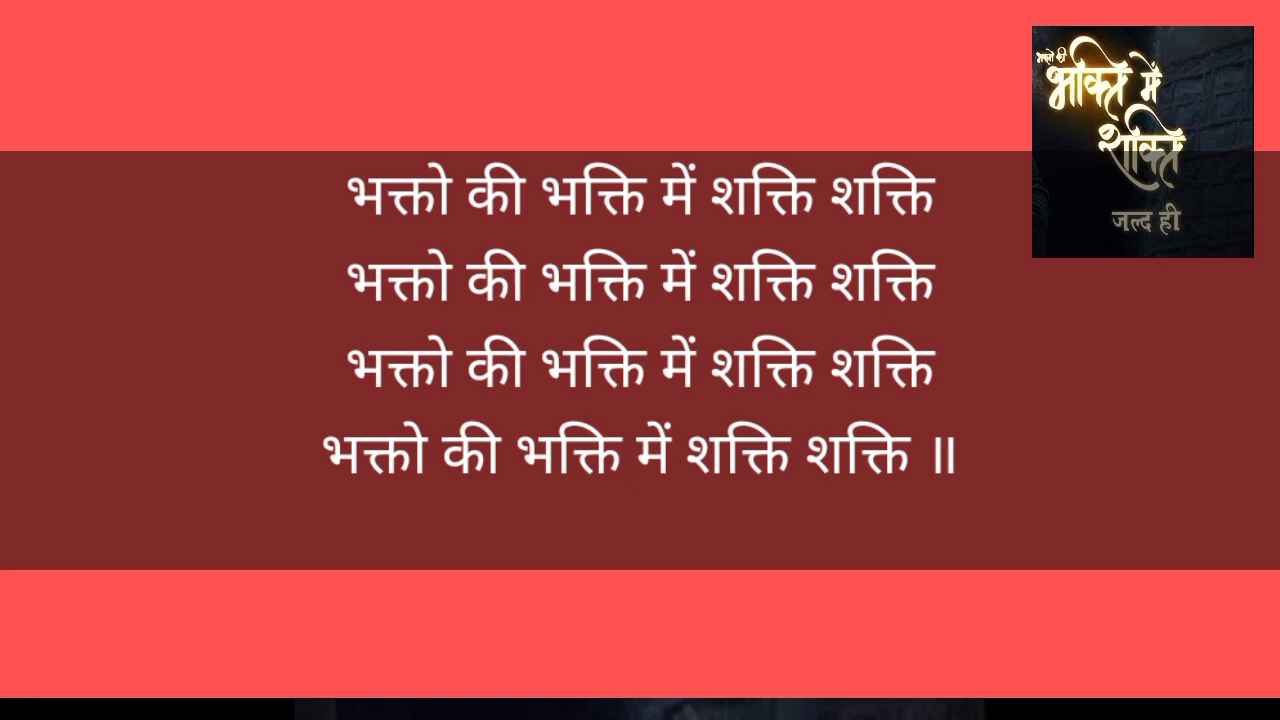 भक्तो की
भक्ति में
शक्ति
जल्द ही
भक्तो की भक्ति में शक्ति शक्ति
भक्तो की भक्ति में शक्ति शक्ति
भक्तो की भक्ति में शक्ति शक्ति
भक्तो की भक्ति में शक्ति शक्ति ॥